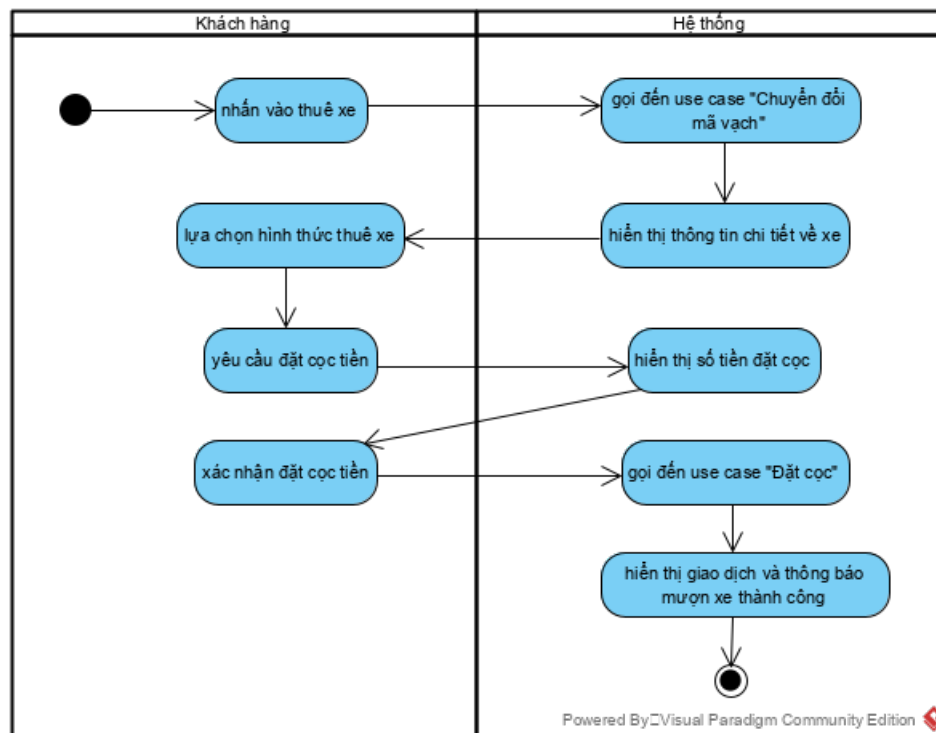 Khách hàng
Hệ thống
nhấn vào thuê xe
gọi đến use case "Chuyển đổi
mã vạch"
lựa chọn hình thức thuê xe
hiển thị thông tin chi tiết về xe
yêu cầu đặt cọc tiền
hiển thị số tiền đặt cọc
xác nhận đặt cọc tiền
gọi đến use case "Đặt cọc"
hiển thị giao dịch và thông báo
mượn xe thành công
Powered By□Visual Paradigm Community Edition